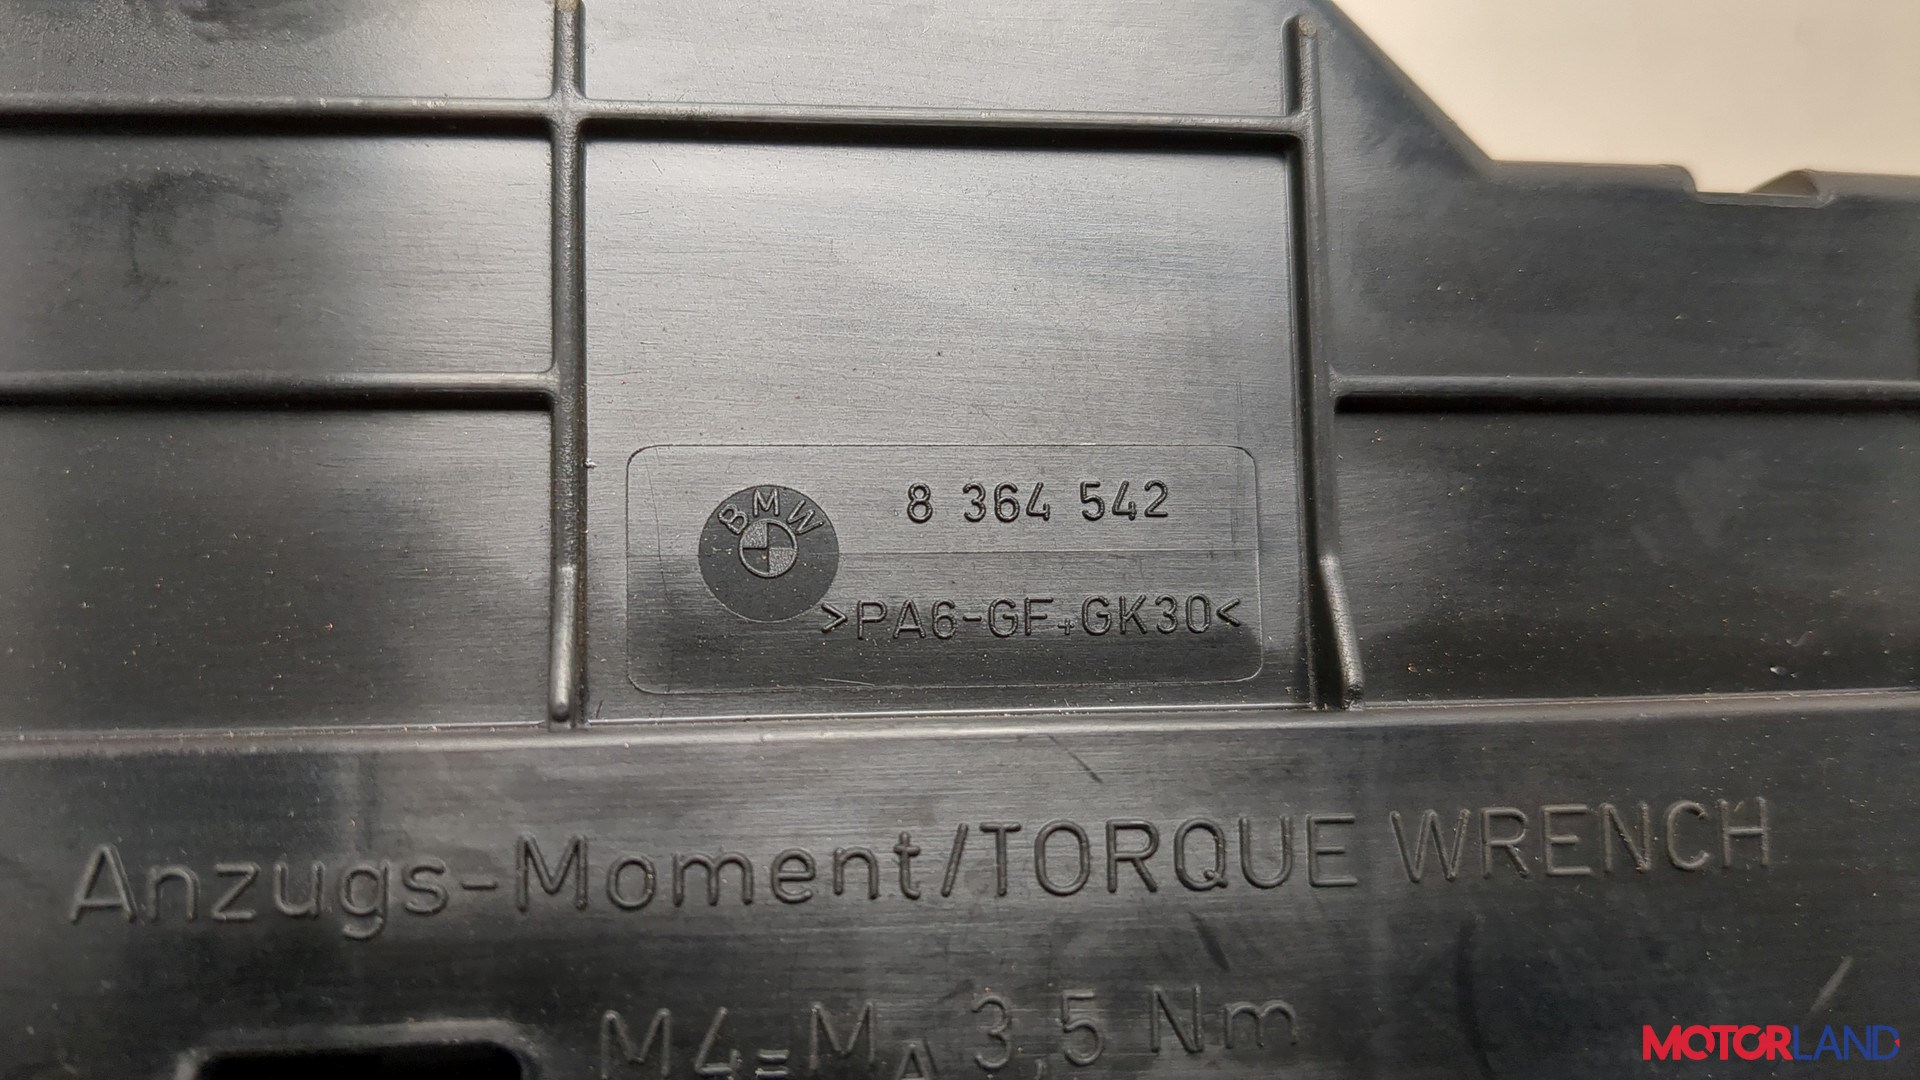 BMW
8 364 542
>PA6-GF+GK30<
Anzugs-Moment/TORQUE WRENCH
M4=MA 3,5 Nm
MOTORLAND